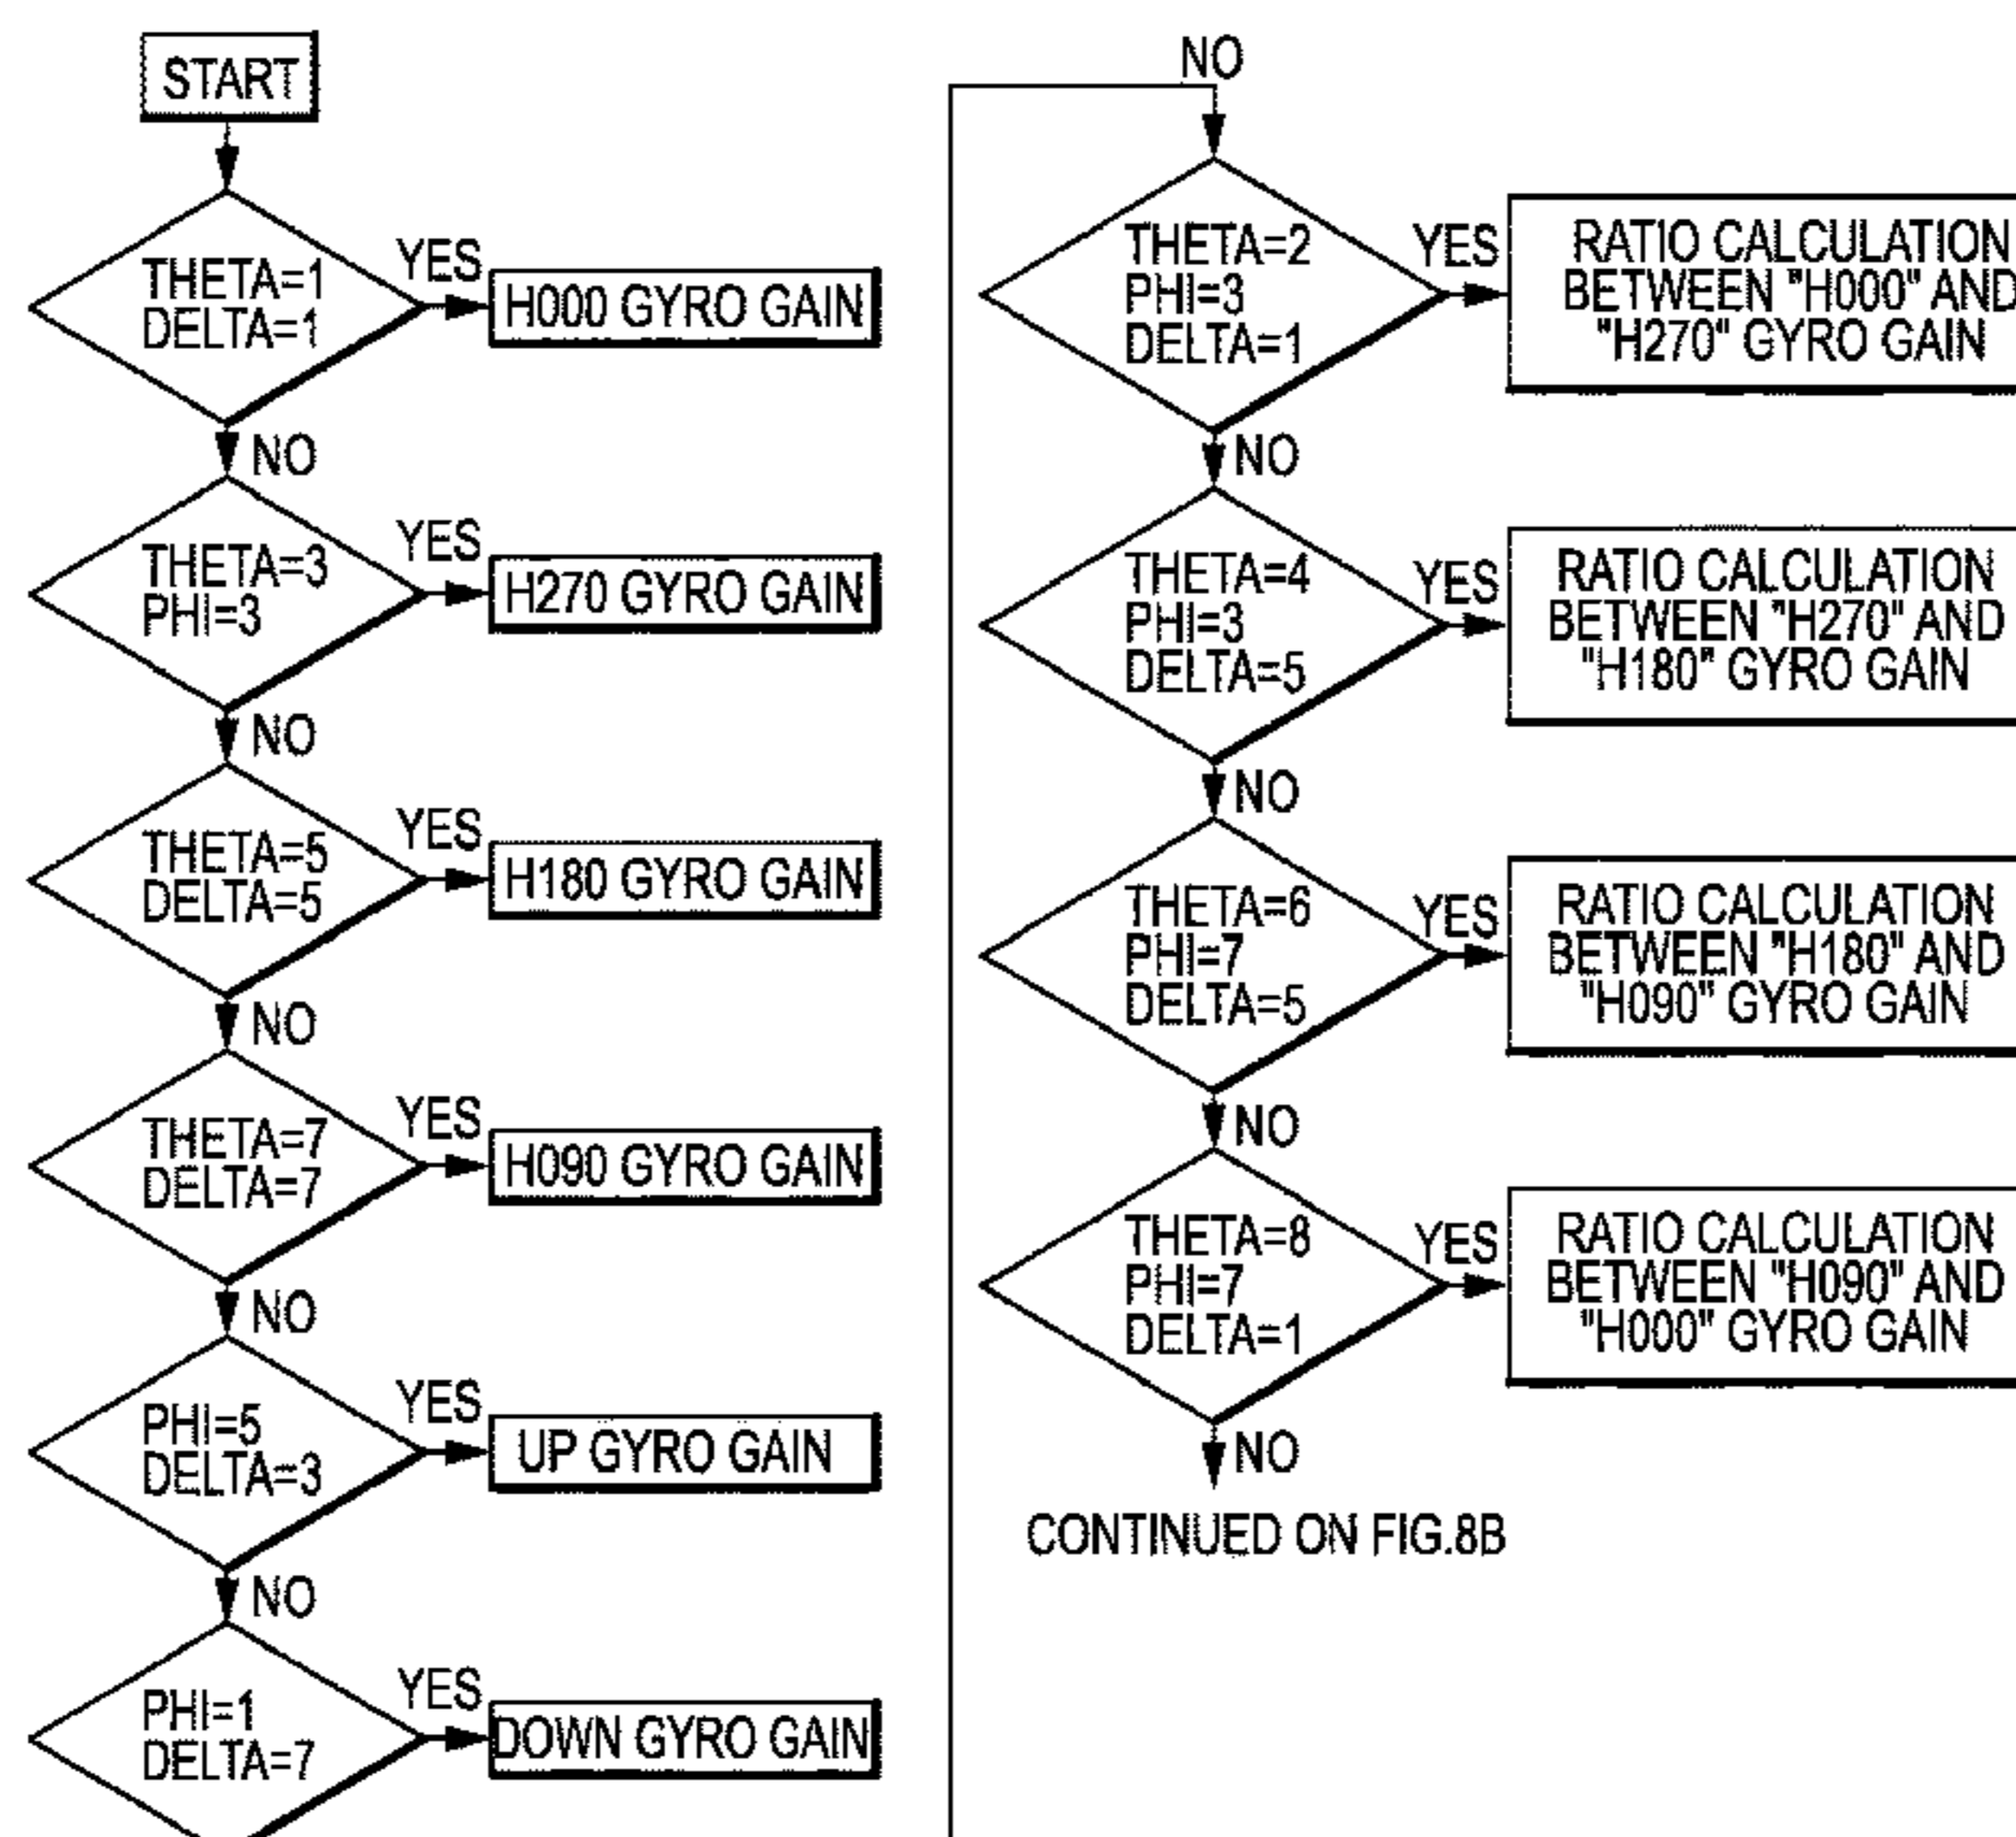 START
THETA=1
DELTA=1
YES
H000 GYRO GAIN
NO
THETA=3
PHI=3
YES
H270 GYRO GAIN
NO
THETA=5
DELTA=5
YES
H180 GYRO GAIN
NO
THETA=7
DELTA=7
YES
H090 GYRO GAIN
NO
PHI=5
DELTA=3
YES
UP GYRO GAIN
NO
PHI=1
DELTA=7
YES
DOWN GYRO GAIN
NO
THETA=2
PHI=3
DELTA=1
YES
RATIO CALCULATION
BETWEEN "H000" AND
"H270" GYRO GAIN
NO
THETA=4
PHI=3
DELTA=5
YES
RATIO CALCULATION
BETWEEN "H270" AND
"H180" GYRO GAIN
NO
THETA=6
PHI=7
DELTA=5
YES
RATIO CALCULATION
BETWEEN "H180" AND
"H090" GYRO GAIN
NO
THETA=8
PHI=7
DELTA=1
YES
RATIO CALCULATION
BETWEEN "H090" AND
"H000" GYRO GAIN
NO
CONTINUED ON FIG.8B